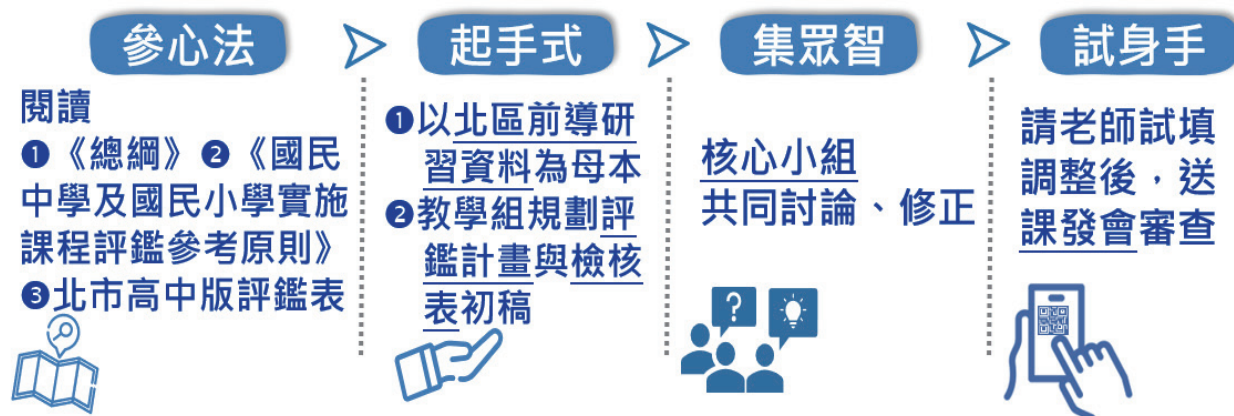 參心法
閱讀
❶《總綱》❷《國民
中學及國民小學實施
課程評鑑參考原則》
❸北市高中版評鑑表
起手式
❶以北區前導研
習資料為母本
❷教學組規劃評
鑑計畫與檢核
表初稿
集眾智
核心小組
共同討論、修正
?
試身手
請老師試填
調整後，送
課發會審查